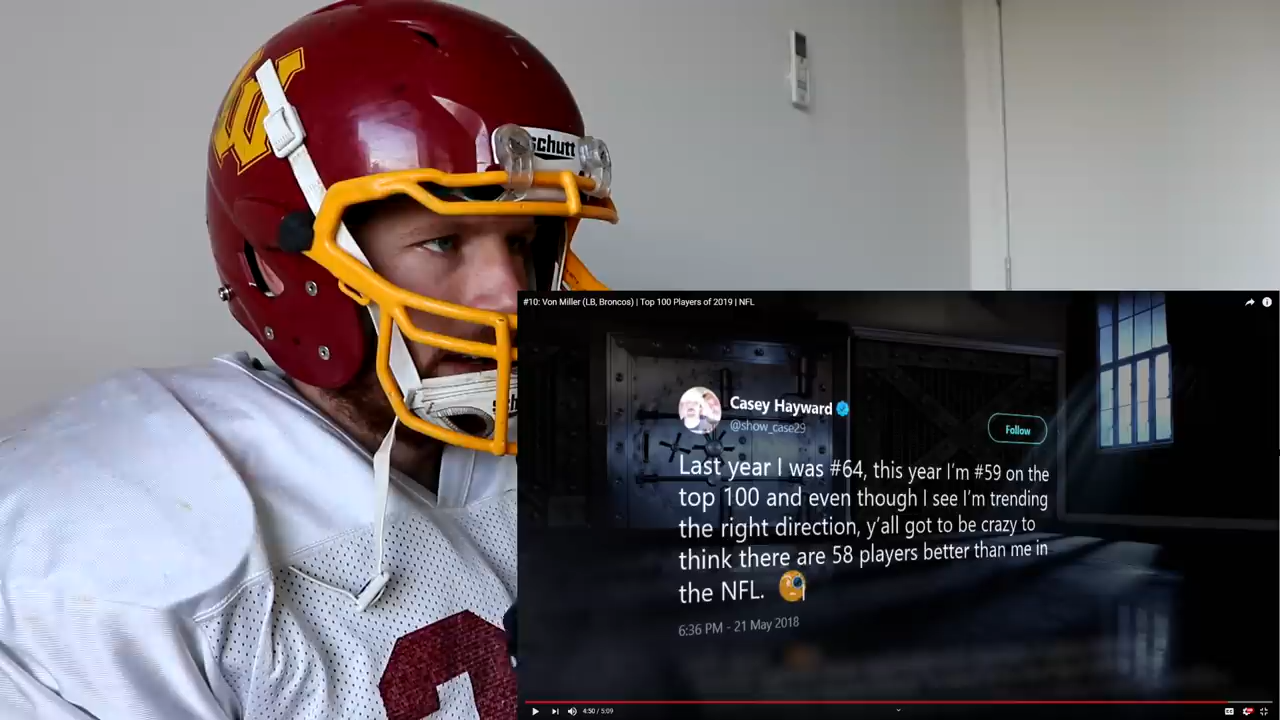 schutt
#10: Von Miller (LB, Broncos) | Top 100 Players of 2019 | NFL
Casey Hayward
@show_case29
Follow
Last year I was #64, this year I'm #59 on the
top 100 and even though I see I'm trending
the right direction, y'all got to be crazy to
think there are 58 players better than me in
the NFL.
6:36 PM - 21 May 2018
4:50 / 5:09